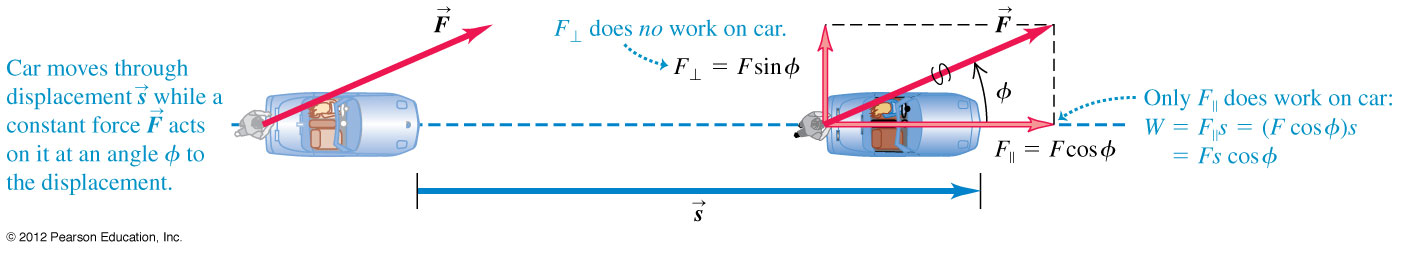 Car moves through
displacement s⃗ while a
constant force F⃗ acts
on it at an angle ϕ to
the displacement.
F⃗
F⊥ does no work on car.
F⊥ = F sin ϕ
F⃗
ϕ
F∥ = F cos ϕ
Only F∥ does work on car:
W = F∥s = (F cos ϕ)s
= Fs cos ϕ
s⃗
© 2012 Pearson Education, Inc.